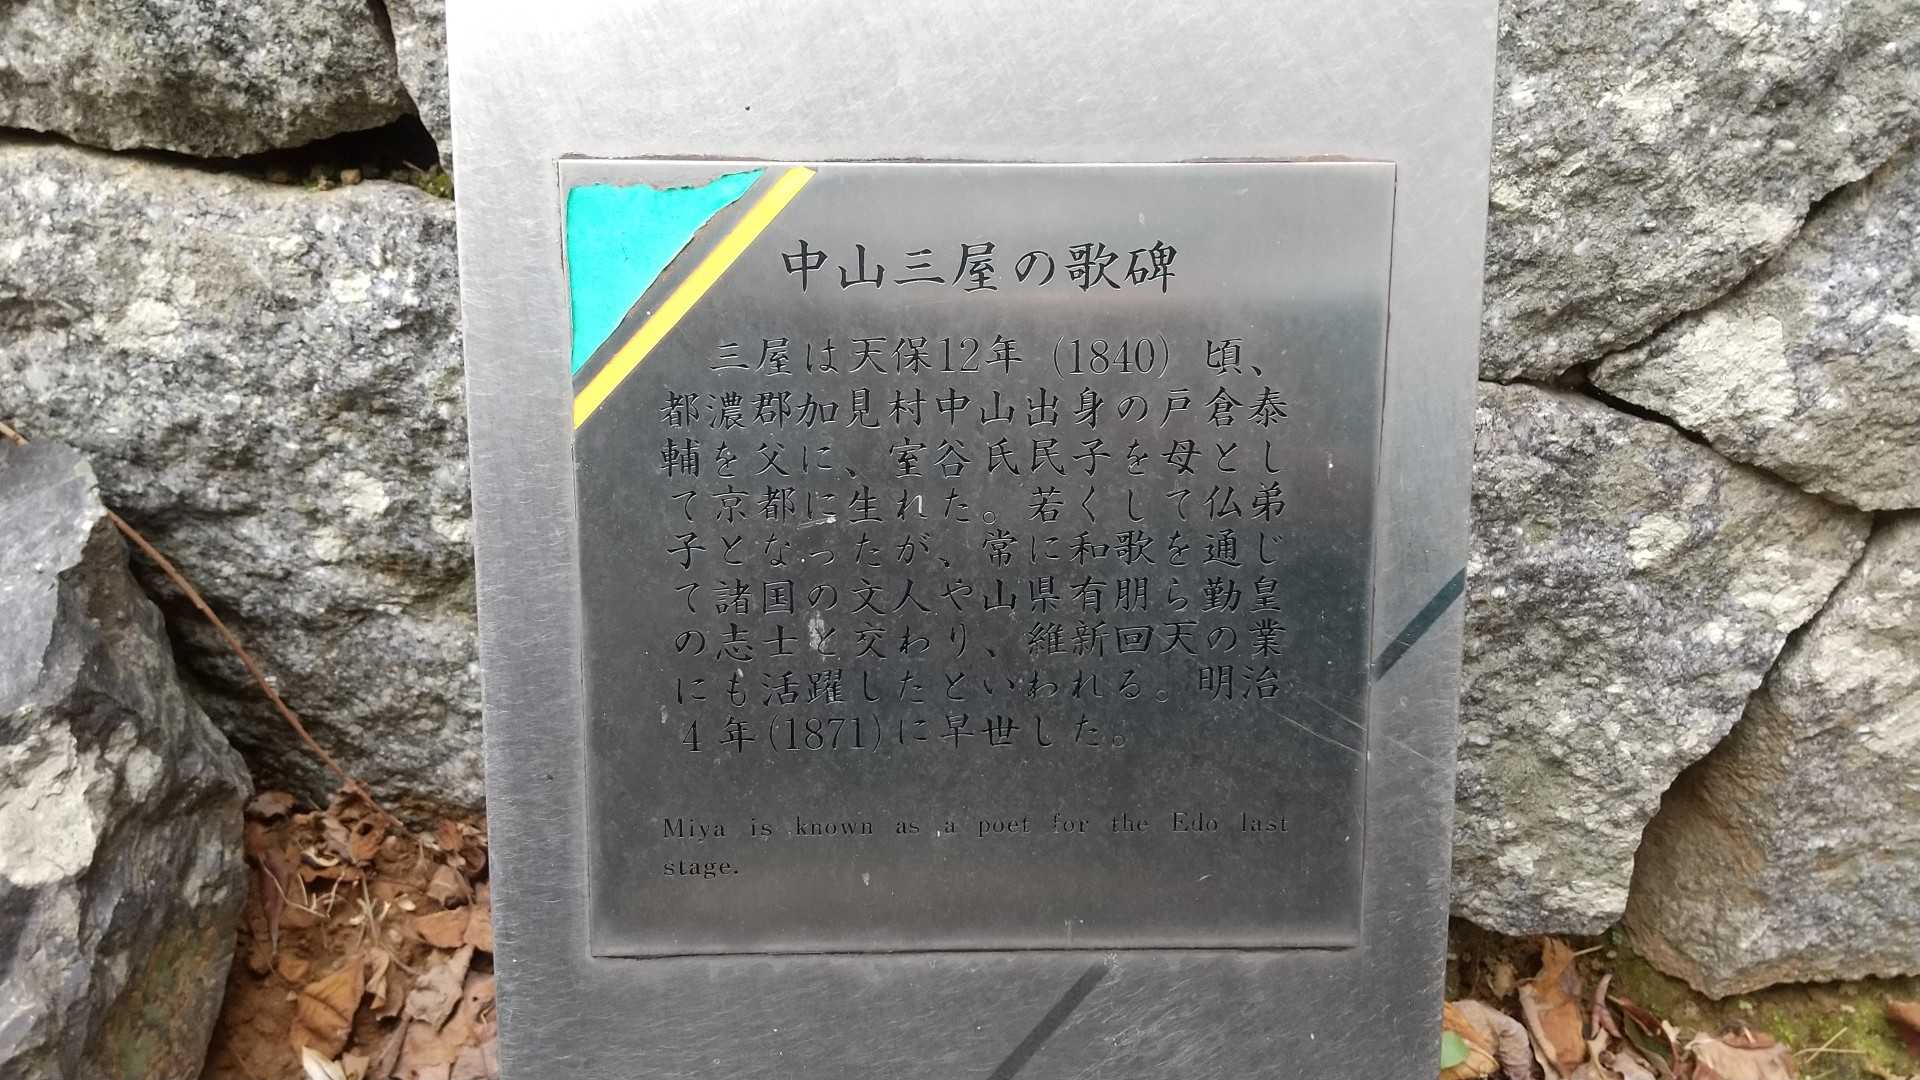 中山三屋の歌碑
三屋は天保12年 (1840) 頃、
都濃郡加見村中山出身の戸倉泰
輔を父に、室谷氏民子を母とし
て京都に生れた。若くして仏弟
子となったが、常に和歌を通じ
て諸国の文人や山県有朋ら勤皇
の志士と交わり、維新回天の業
にも活躍したといわれる。明治
4年(1871)に早世した。
Miya is known as a poet for the Edo last
stage.